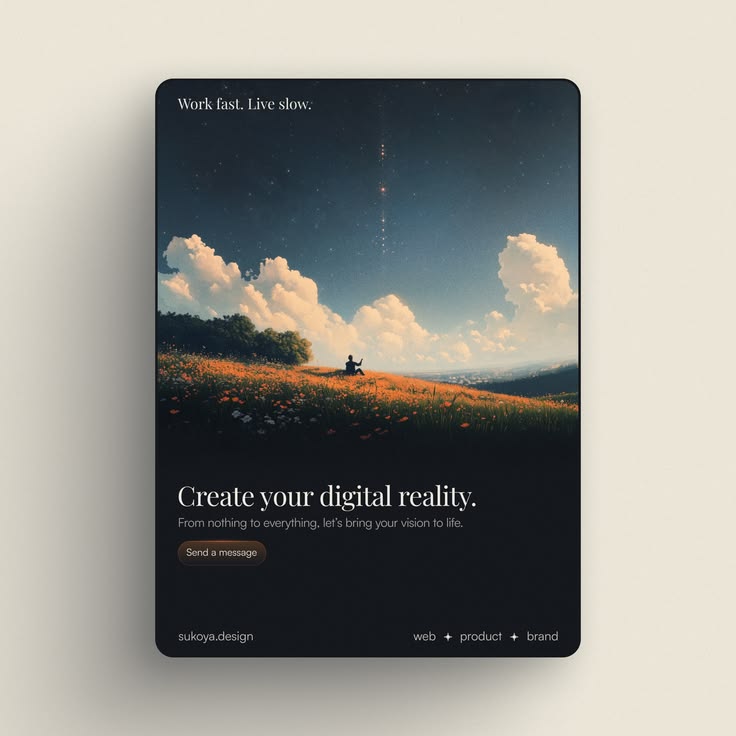 Work fast. Live slow.
Create your digital reality.
From nothing to everything, let's bring your vision to life.
Send a message
sukoya.design
web ✦ product ✦ brand